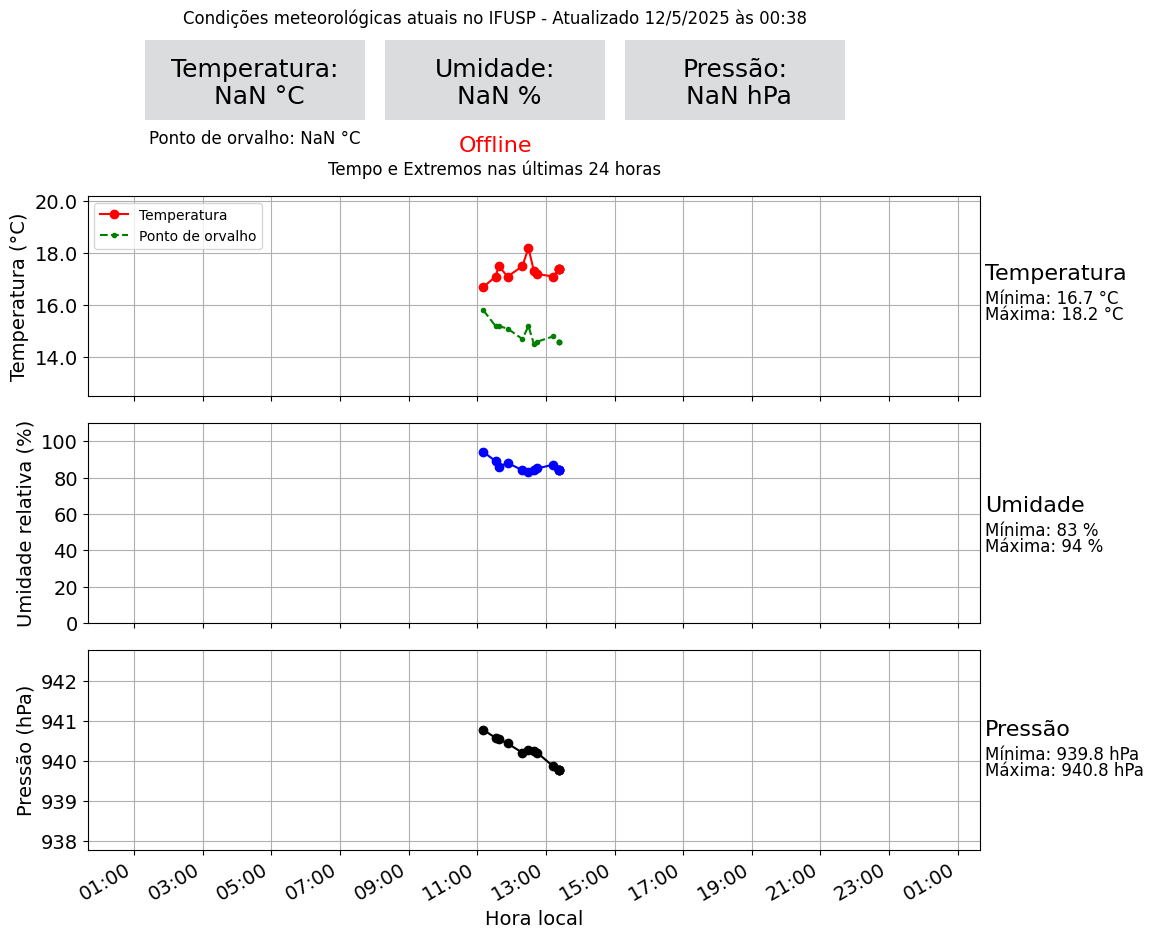 Condições meteorológicas atuais no IFUSP - Atualizado 12/5/2025 às 00:38
Temperatura:
NaN °C
Umidade:
NaN %
Pressão:
NaN hPa
Ponto de orvalho: NaN °C
Offline
Tempo e Extremos nas últimas 24 horas
Temperatura (°C)
20.0
18.0
16.0
14.0
Temperatura
Ponto de orvalho
Temperatura
Mínima: 16.7 °C
Máxima: 18.2 °C
Umidade relativa (%)
100
80
60
40
20
0
Umidade
Mínima: 83 %
Máxima: 94 %
Pressão (hPa)
942
941
940
939
938
Pressão
Mínima: 939.8 hPa
Máxima: 940.8 hPa
01:00 03:00 05:00 07:00 09:00 11:00 13:00 15:00 17:00 19:00 21:00 23:00 01:00
Hora local